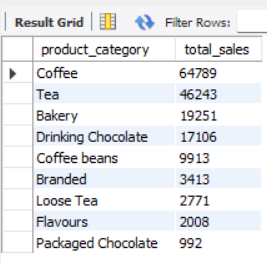 Result Grid Filter Rows:
product_category total_sales
Coffee 64789
Tea 46243
Bakery 19251
Drinking Chocolate 17106
Coffee beans 9913
Branded 3413
Loose Tea 2771
Flavours 2008
Packaged Chocolate 992